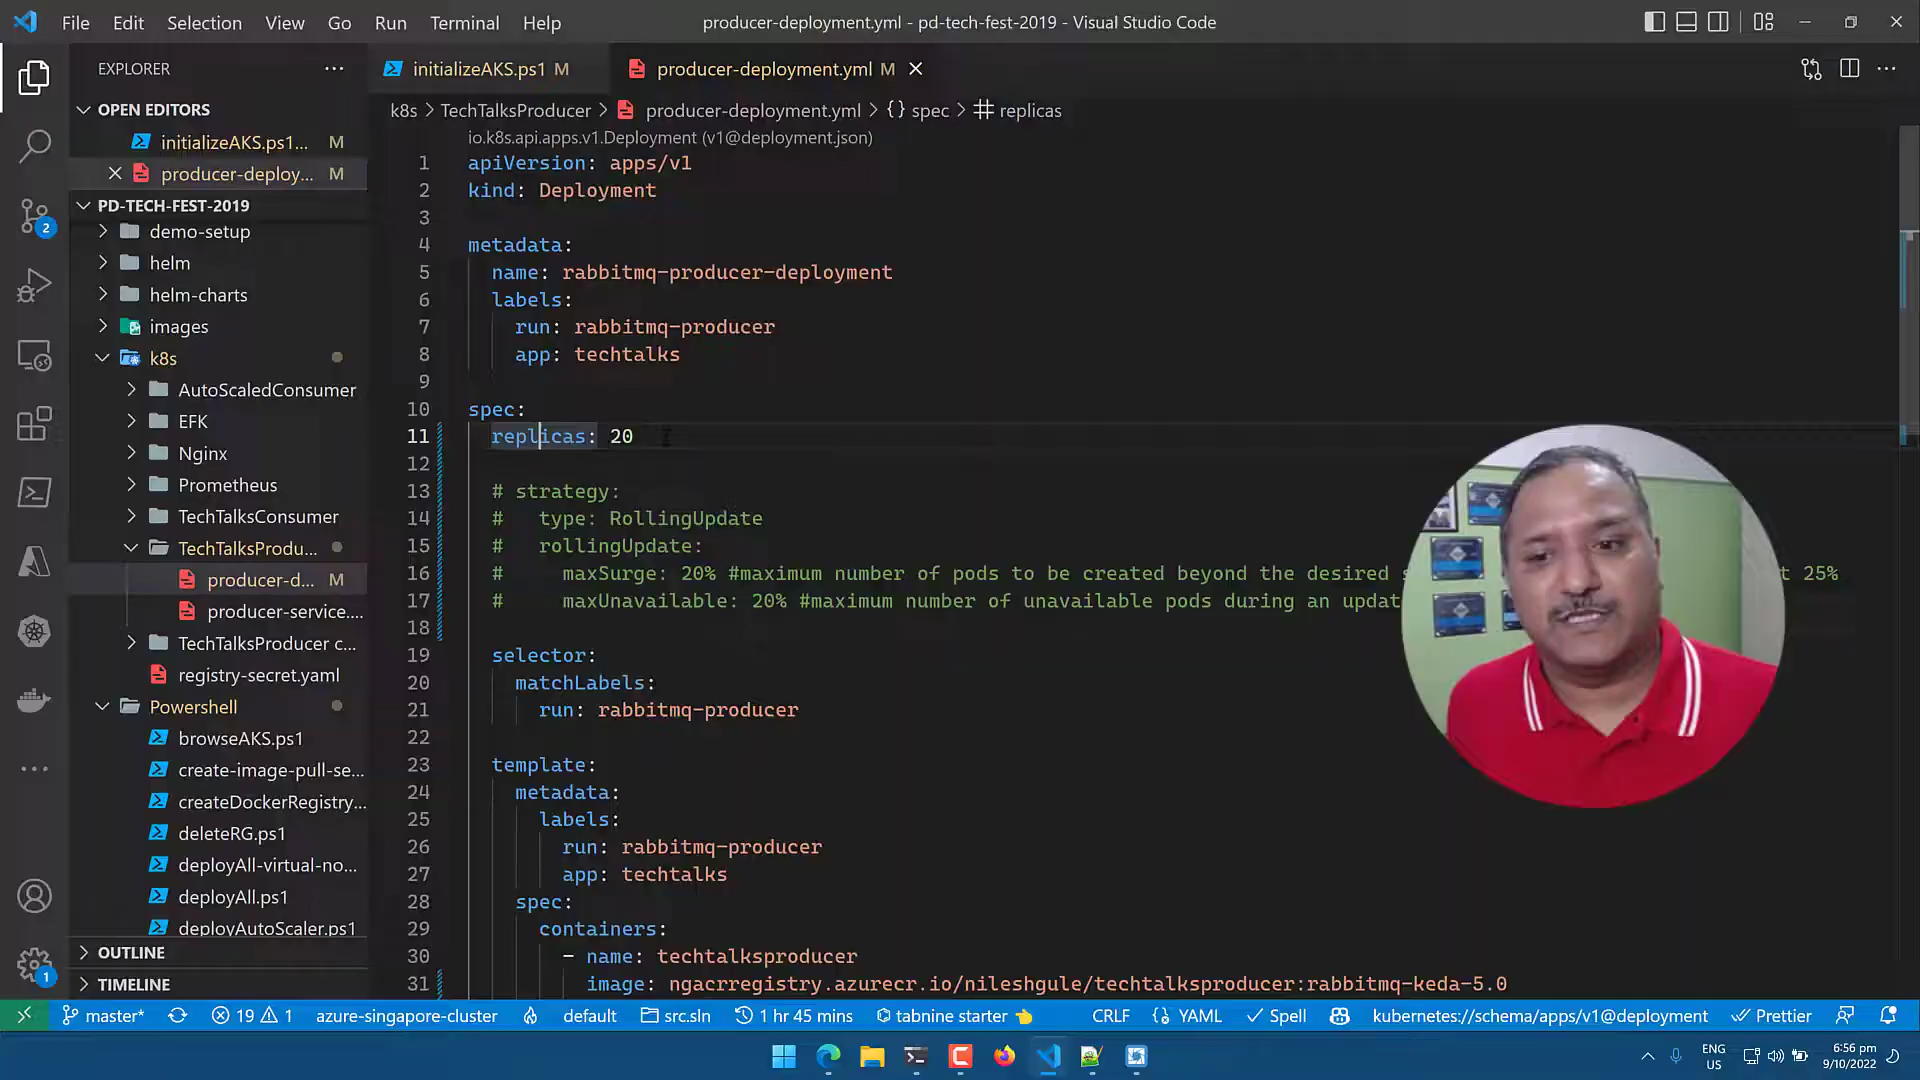 File Edit Selection View Go Run Terminal Help
producer-deployment.yml - pd-tech-fest-2019 - Visual Studio Code
EXPLORER
initializeAKS.ps1 M
producer-deployment.yml M
OPEN EDITORS
initializeAKS.ps1... M
producer-deploy... M
PD-TECH-FEST-2019
demo-setup
helm
helm-charts
images
k8s
AutoScaledConsumer
EFK
Nginx
Prometheus
TechTalksConsumer
TechTalksProdu...
producer-d... M
producer-service....
TechTalksProducer c...
registry-secret.yaml
Powershell
browseAKS.ps1
create-image-pull-se...
createDockerRegistry...
deleteRG.ps1
deployAll-virtual-no...
deployAll.ps1
deployAutoScaler.ps1
OUTLINE
TIMELINE
2
1
k8s > TechTalksProducer > producer-deployment.yml > {} spec > # replicas
io.k8s.api.apps.v1.Deployment (v1@deployment.json)
1 apiVersion: apps/v1
2 kind: Deployment
3
4 metadata:
5 name: rabbitmq-producer-deployment
6 labels:
7 run: rabbitmq-producer
8 app: techtalks
9
10 spec:
11 replicas: 20
12
13 # strategy:
14 # type: RollingUpdate
15 # rollingUpdate:
16 # maxSurge: 20% #maximum number of pods to be created beyond the desired s t 25%
17 # maxUnavailable: 20% #maximum number of unavailable pods during an updat
18
19 selector:
20 matchLabels:
21 run: rabbitmq-producer
22
23 template:
24 metadata:
25 labels:
26 run: rabbitmq-producer
27 app: techtalks
28 spec:
29 containers:
30 - name: techtalksproducer
31 image: ngacrregistry.azurecr.io/nileshgule/techtalksproducer:rabbitmq-keda-5.0
master* 19 1 azure-singapore-cluster default src.sln 1 hr 45 mins tabnine starter CRLF {} YAML Spell kubernetes://schema/apps/v1@deployment Prettier
ENG
US
6:56 pm
9/10/2022